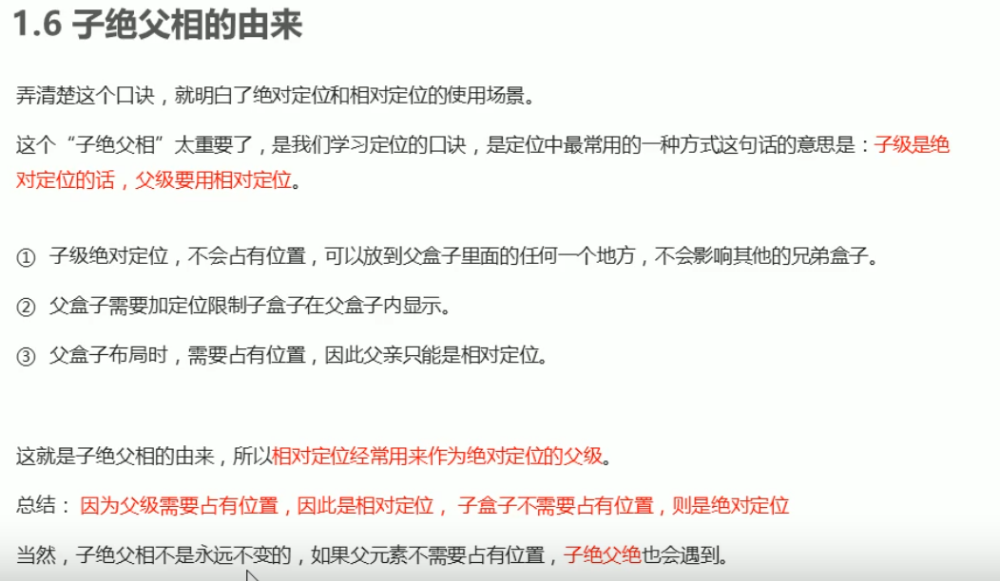 1.6 子绝父相的由来
弄清楚这个口诀，就明白了绝对定位和相对定位的使用场景。
这个“子绝父相”太重要了，是我们学习定位的口诀，是定位中最常用的一种方式这句话的意思是：子级是绝
对定位的话，父级要用相对定位。
① 子级绝对定位，不会占有位置，可以放到父盒子里面的任何一个地方，不会影响其他的兄弟盒子。
② 父盒子需要加定位限制子盒子在父盒子内显示。
③ 父盒子布局时，需要占有位置，因此父亲只能是相对定位。
这就是子绝父相的由来，所以相对定位经常用来作为绝对定位的父级。
总结： 因为父级需要占有位置，因此是相对定位， 子盒子不需要占有位置，则是绝对定位
当然，子绝父相不是永远不变的，如果父元素不需要占有位置，子绝父绝也会遇到。